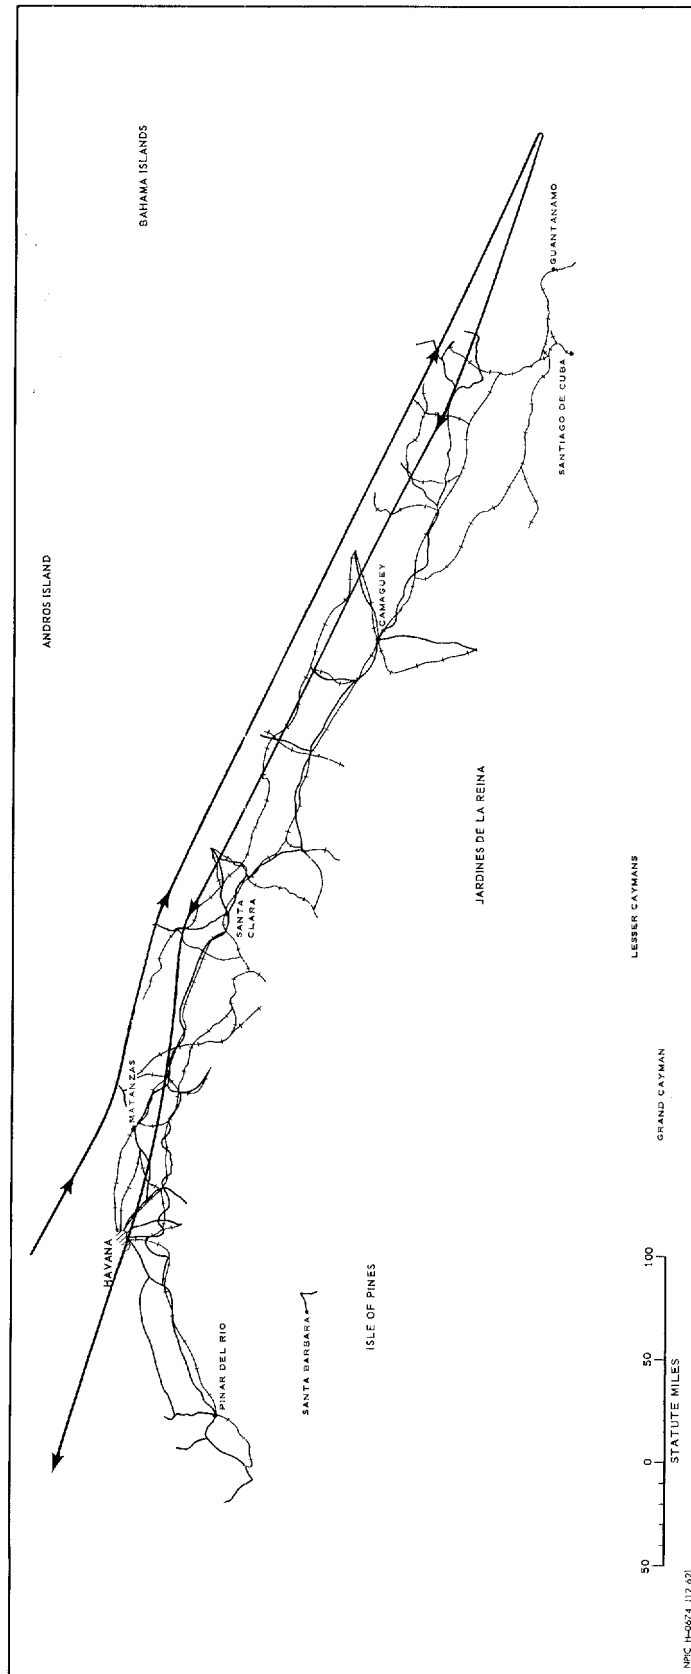 BAHAMA ISLANDS
ANDROS ISLAND
GUANTANAMO
SANTIAGO DE CUBA
CAMAGUEY
JARDINES DE LA REINA
SANTA
CLARA
LESSER CAYMANS
MATANZAS
GRAND CAYMAN
HAVANA
ISLE OF PINES
SANTA BARBARA
PINAR DEL RIO
50 0 50 100
STATUTE MILES
NPIC H-0674 (12/62)